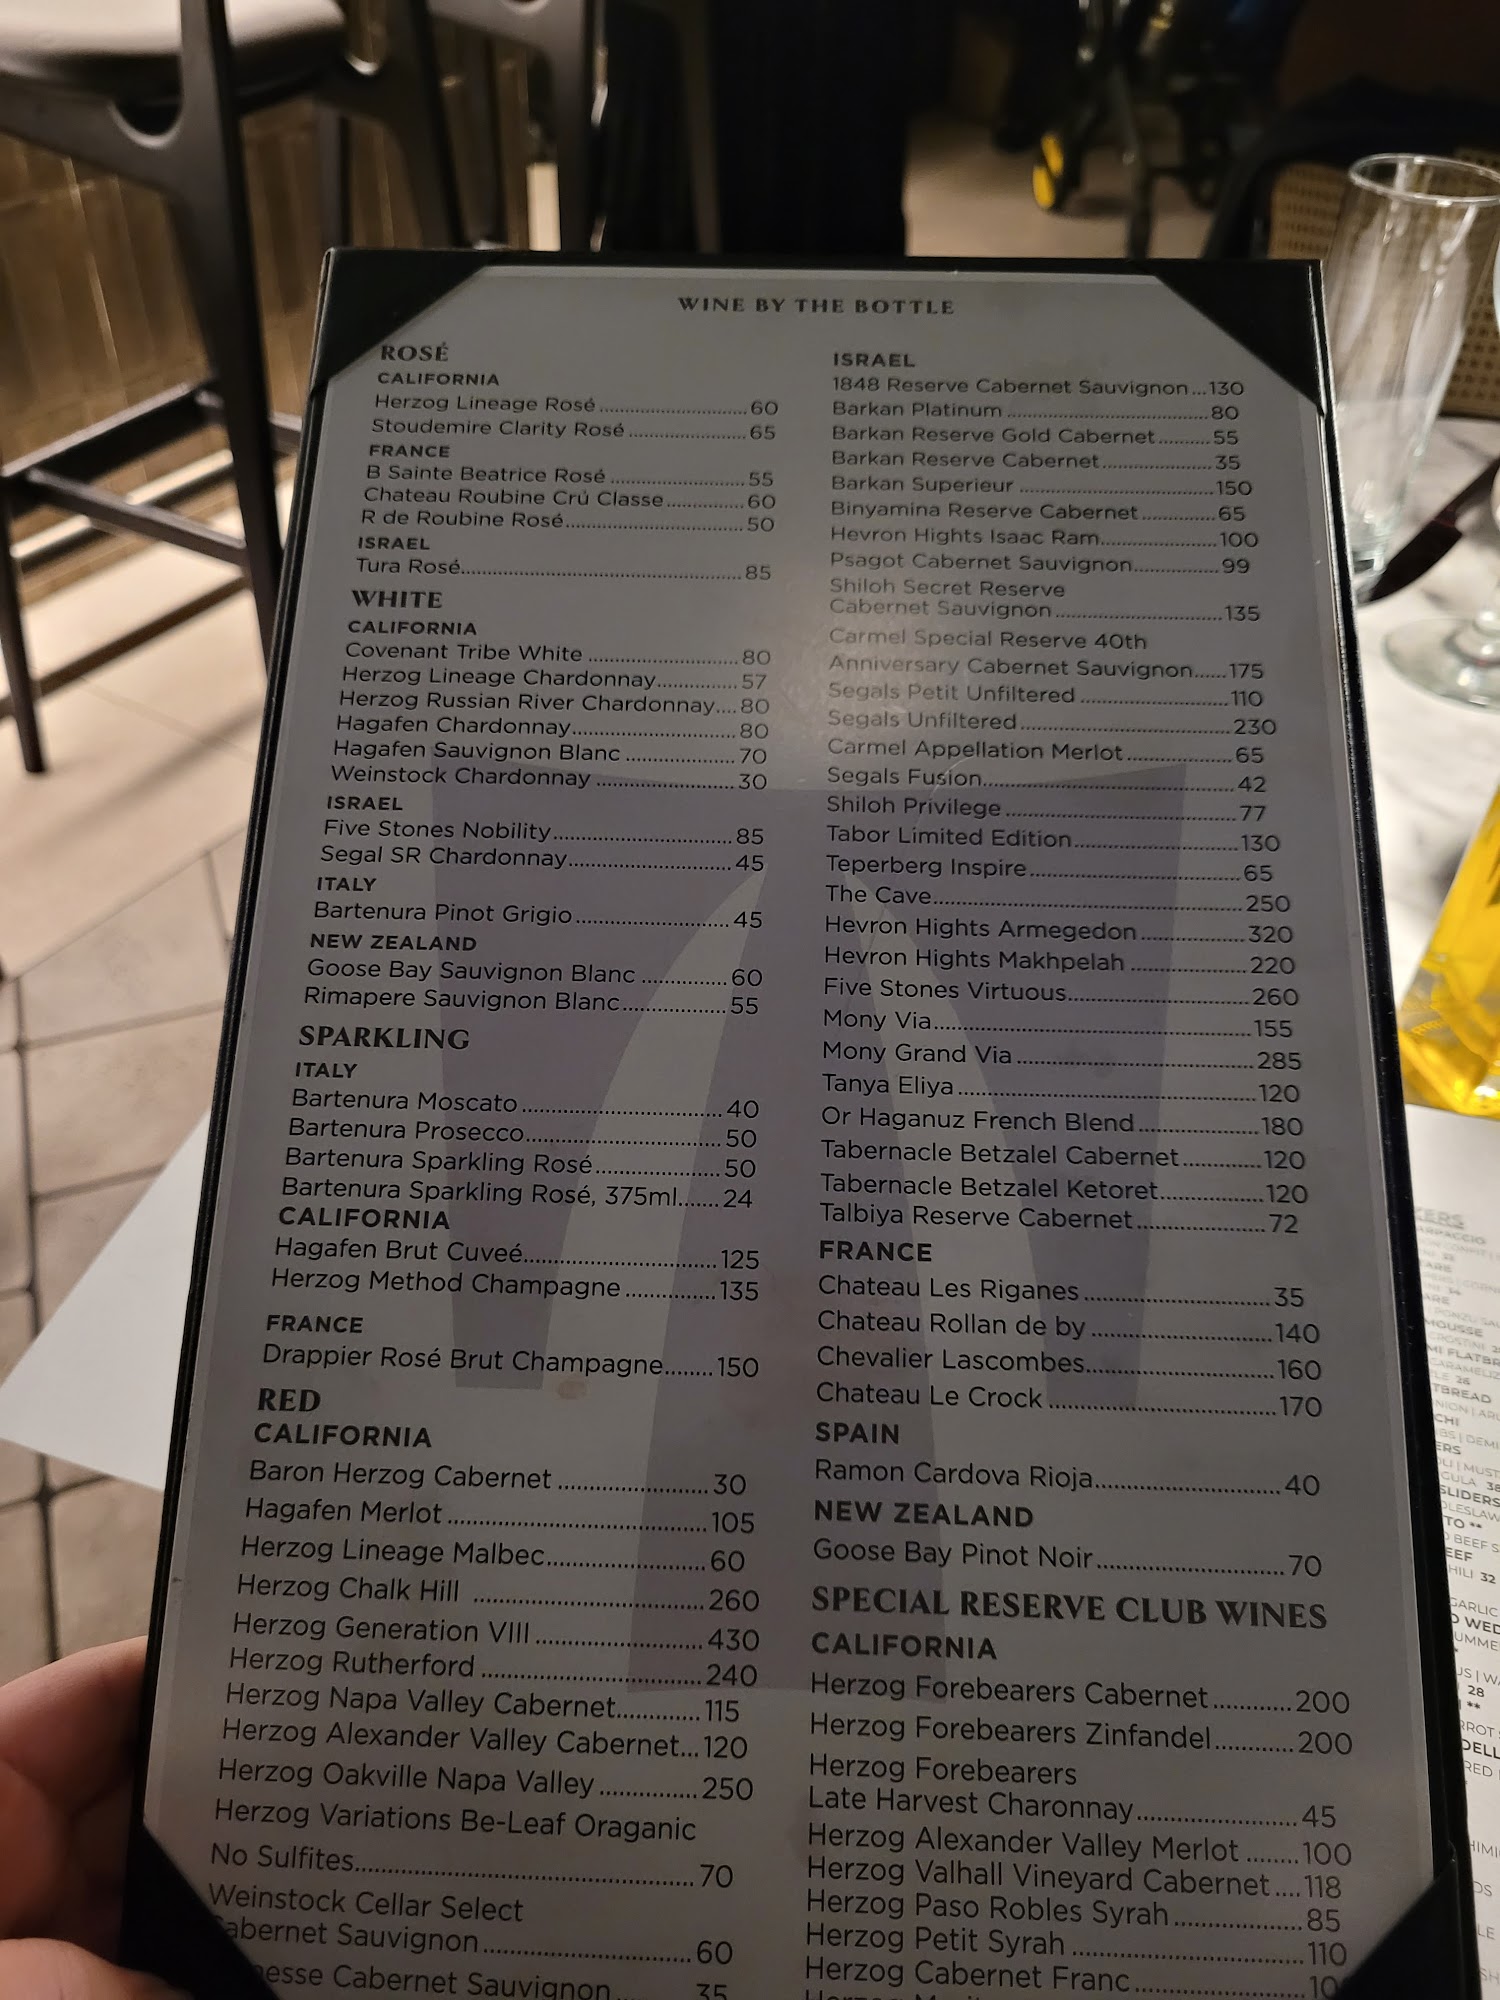 WINE BY THE BOTTLE
ROSÉ
CALIFORNIA
Herzog Lineage Rosé 60
Stoudemire Clarity Rosé 65
FRANCE
B Sainte Beatrice Rosé 55
Chateau Roubine Crú Classe 60
R de Roubine Rosé 50
ISRAEL
Tura Rosé 85
WHITE
CALIFORNIA
Covenant Tribe White 80
Herzog Lineage Chardonnay 57
Herzog Russian River Chardonnay 80
Hagafen Chardonnay 80
Hagafen Sauvignon Blanc 70
Weinstock Chardonnay 30
ISRAEL
Five Stones Nobility 85
Segal SR Chardonnay 45
ITALY
Bartenura Pinot Grigio 45
NEW ZEALAND
Goose Bay Sauvignon Blanc 60
Rimapere Sauvignon Blanc 55
SPARKLING
ITALY
Bartenura Moscato 40
Bartenura Prosecco 50
Bartenura Sparkling Rosé 50
Bartenura Sparkling Rosé, 375ml 24
CALIFORNIA
Hagafen Brut Cuveé 125
Herzog Method Champagne 135
FRANCE
Drappier Rosé Brut Champagne 150
RED
CALIFORNIA
Baron Herzog Cabernet 30
Hagafen Merlot 105
Herzog Lineage Malbec 60
Herzog Chalk Hill 260
Herzog Generation VIII 430
Herzog Rutherford 240
Herzog Napa Valley Cabernet 115
Herzog Alexander Valley Cabernet 120
Herzog Oakville Napa Valley 250
Herzog Variations Be-Leaf Oraganic
No Sulfites 70
Weinstock Cellar Select
Cabernet Sauvignon 60
Cabernet Sauvignon 35
ISRAEL
1848 Reserve Cabernet Sauvignon 130
Barkan Platinum 80
Barkan Reserve Gold Cabernet 55
Barkan Reserve Cabernet 35
Barkan Superieur 150
Binyamina Reserve Cabernet 65
Hevron Hights Isaac Ram 100
Psagot Cabernet Sauvignon 99
Shiloh Secret Reserve
Cabernet Sauvignon 135
Carmel Special Reserve 40th
Anniversary Cabernet Sauvignon 175
Segals Petit Unfiltered 110
Segals Unfiltered 230
Carmel Appellation Merlot 65
Segals Fusion 42
Shiloh Privilege 77
Tabor Limited Edition 130
Teperberg Inspire 65
The Cave 250
Hevron Hights Armegedon 320
Hevron Hights Makhpelah 220
Five Stones Virtuous 260
Mony Via 155
Mony Grand Via 285
Tanya Eliya 120
Or Haganuz French Blend 180
Tabernacle Betzalel Cabernet 120
Tabernacle Betzalel Ketoret 120
Talbiya Reserve Cabernet 72
FRANCE
Chateau Les Riganes 35
Chateau Rollan de by 140
Chevalier Lascombes 160
Chateau Le Crock 170
SPAIN
Ramon Cardova Rioja 40
NEW ZEALAND
Goose Bay Pinot Noir 70
SPECIAL RESERVE CLUB WINES
CALIFORNIA
Herzog Forebearers Cabernet 200
Herzog Forebearers Zinfandel 200
Herzog Forebearers
Late Harvest Charonnay 45
Herzog Alexander Valley Merlot 100
Herzog Valhall Vineyard Cabernet 118
Herzog Paso Robles Syrah 85
Herzog Petit Syrah 110
Herzog Cabernet Franc